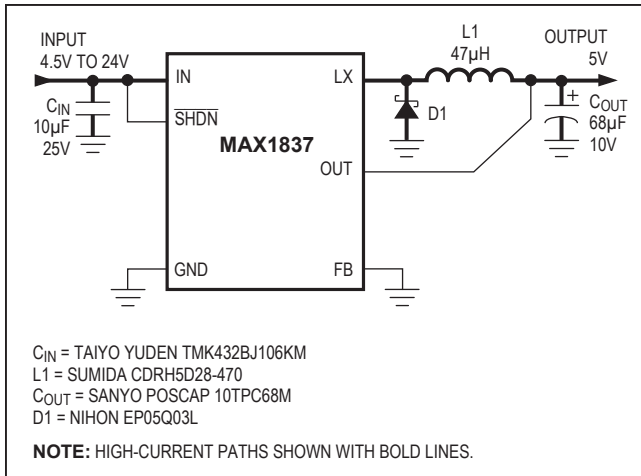 INPUT
4.5V TO 24V
CIN
10µF
25V
IN
SHDN
MAX1837
LX
OUT
GND
FB
L1
47µH
D1
OUTPUT
5V
+
COUT
68µF
10V
CIN = TAIYO YUDEN TMK432BJ106KM
L1 = SUMIDA CDRH5D28-470
COUT = SANYO POSCAP 10TPC68M
D1 = NIHON EP05Q03L
NOTE: HIGH-CURRENT PATHS SHOWN WITH BOLD LINES.